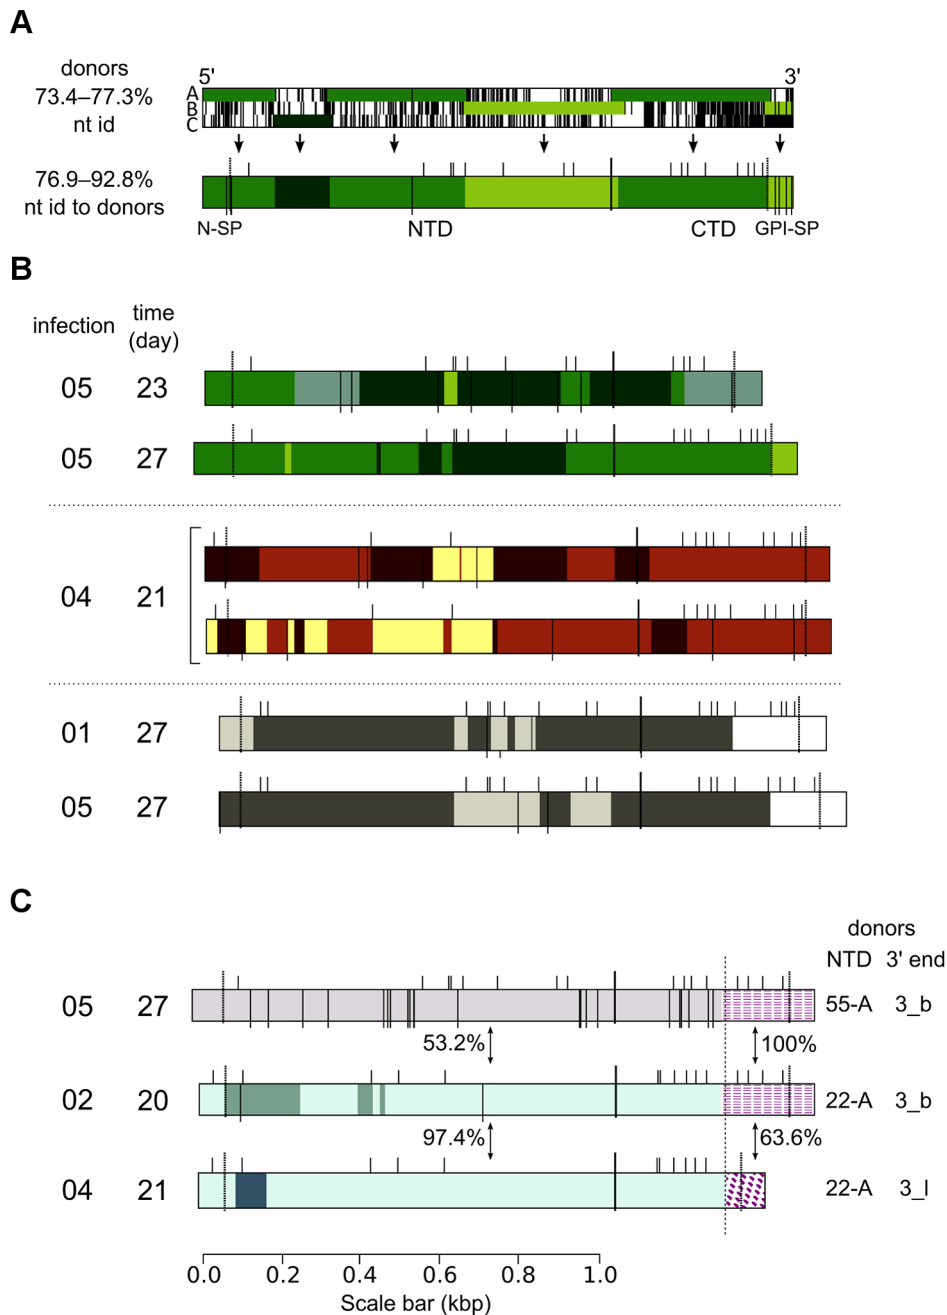 A
donors
73.4–77.3%
nt id
5'
3'
A
B
C
76.9–92.8%
nt id to donors
N-SP
NTD
CTD
GPI-SP
B
infection
time
(day)
05
23
05
27
04
21
01
27
05
27
C
donors
NTD
3' end
05
27
55-A
3_b
53.2%
100%
02
20
22-A
3_b
97.4%
63.6%
04
21
22-A
3_l
0.0
0.2
0.4
0.6
0.8
1.0
Scale bar (kbp)